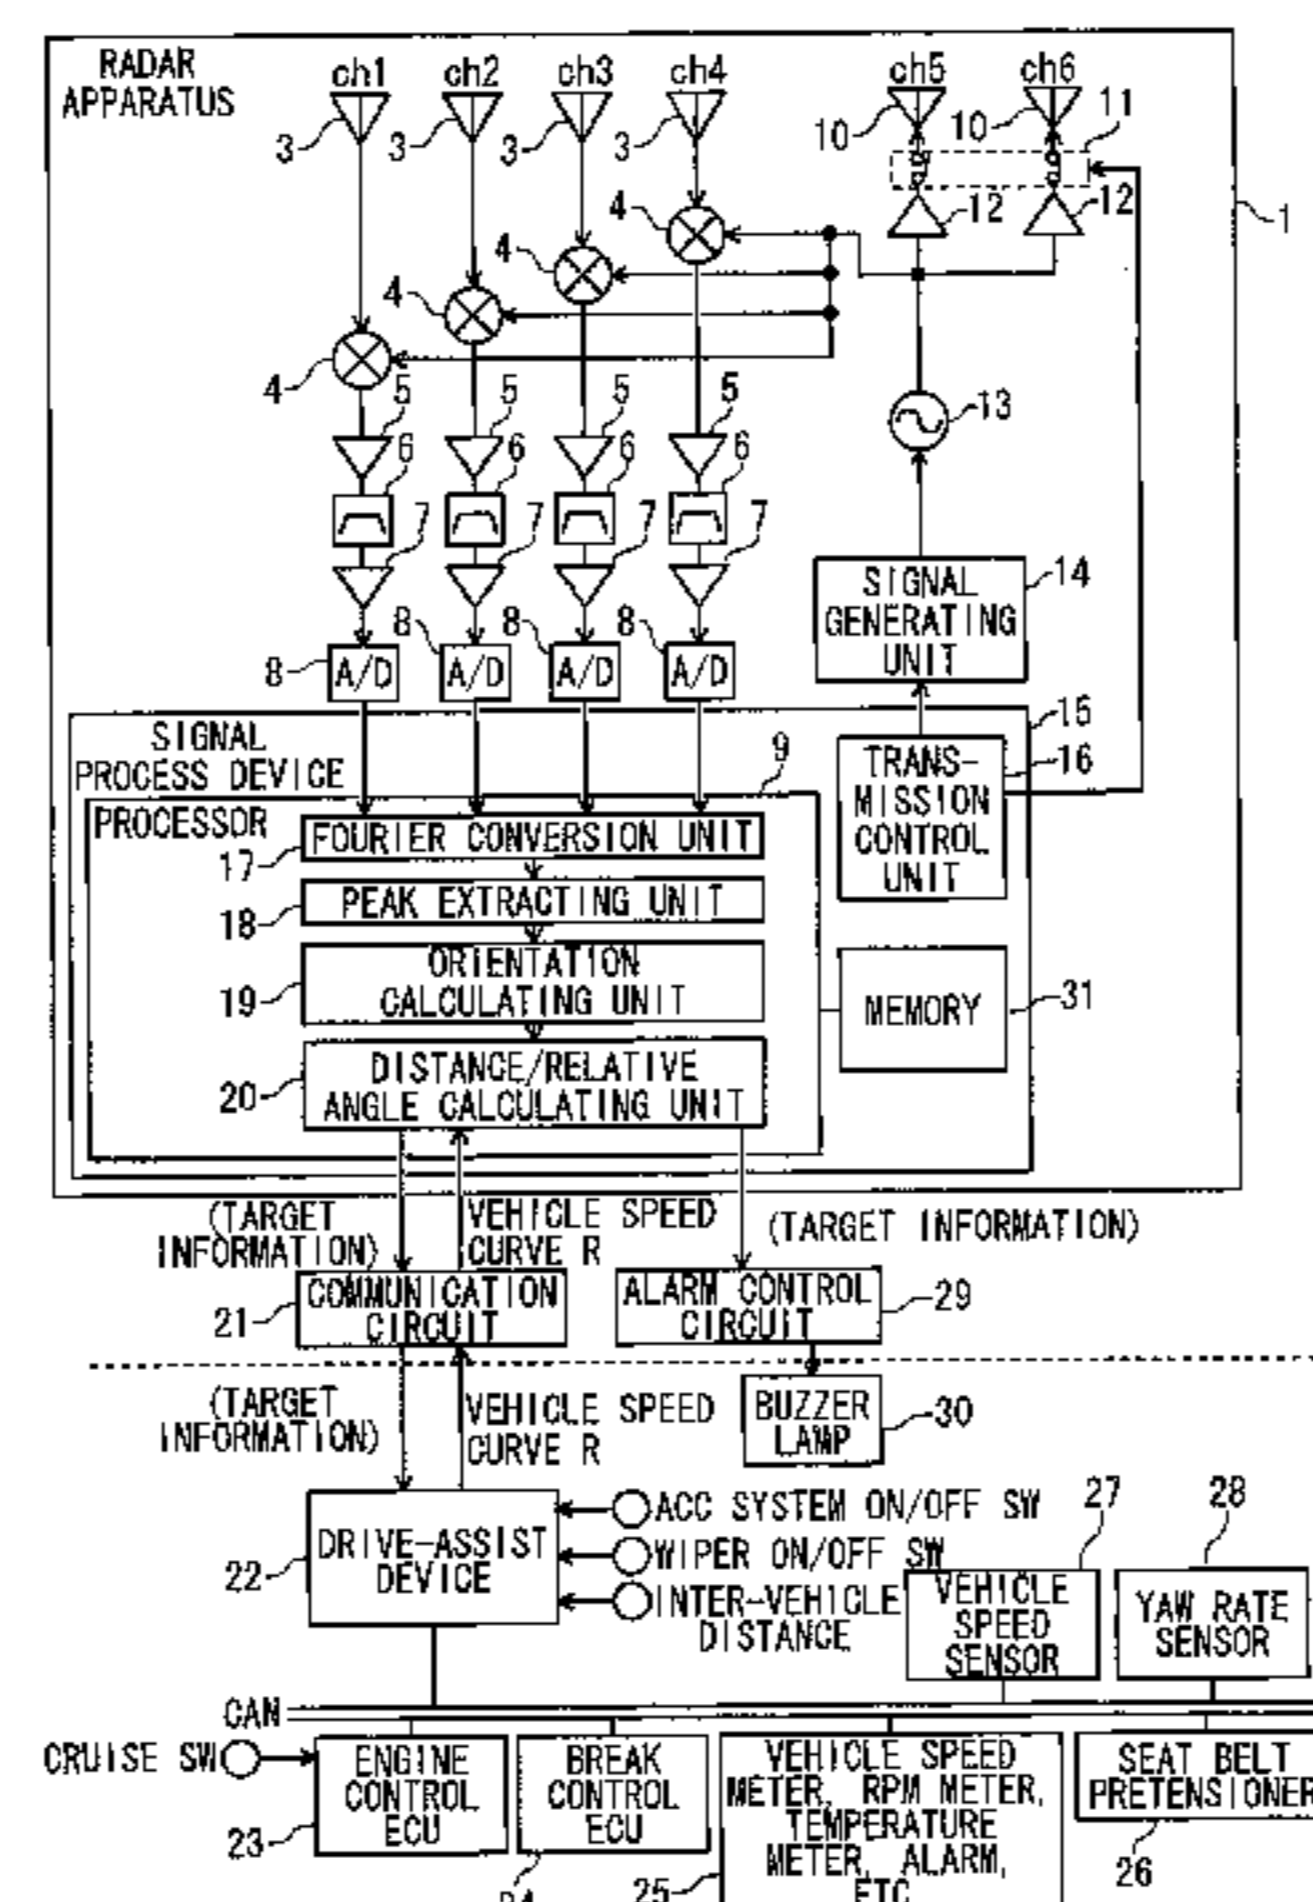 RADAR
APPARATUS
ch1
ch2
ch3
ch4
ch5
ch6
3
3
3
3
10
10
11
12
12
1
4
4
4
4
5
5
5
5
13
6
6
6
6
7
7
7
7
SIGNAL
GENERATING
UNIT
14
8
8
8
8
A/D
A/D
A/D
A/D
SIGNAL
PROCESS DEVICE
15
9
TRANS-
MISSION
CONTROL
UNIT
16
PROCESSOR
FOURIER CONVERSION UNIT
17
PEAK EXTRACTING UNIT
18
ORIENTATION
CALCULATING UNIT
19
MEMORY
31
DISTANCE/RELATIVE
ANGLE CALCULATING UNIT
20
(TARGET
INFORMATION)
VEHICLE SPEED
CURVE R
(TARGET INFORMATION)
COMMUNICATION
CIRCUIT
21
ALARM CONTROL
CIRCUIT
29
(TARGET
INFORMATION)
VEHICLE SPEED
CURVE R
BUZZER
LAMP
30
DRIVE-ASSIST
DEVICE
22
ACC SYSTEM ON/OFF SW
WIPER ON/OFF SW
INTER-VEHICLE
DISTANCE
27
28
VEHICLE
SPEED
SENSOR
YAW RATE
SENSOR
CAN
CRUISE SW
ENGINE
CONTROL
ECU
23
BREAK
CONTROL
ECU
24
VEHICLE SPEED
METER, RPM METER,
TEMPERATURE
METER, ALARM,
ETC
25
SEAT BELT
PRETENSIONER
26